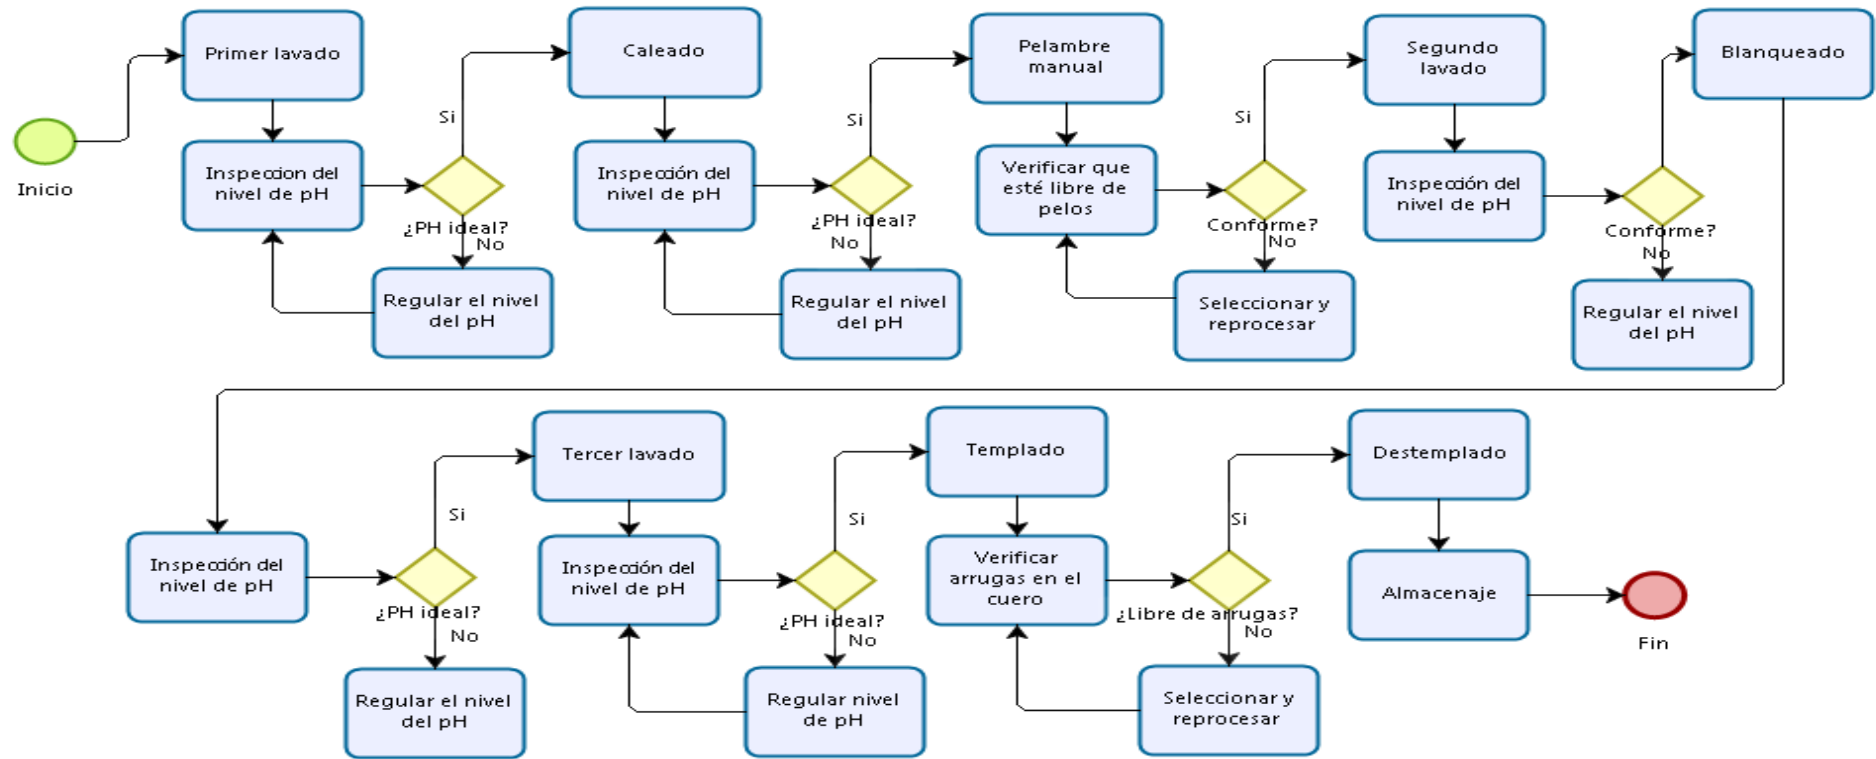 Inicio
Primer lavado
Inspeccion del
nivel de pH
¿PH ideal?
Si
No
Regular el nivel
del pH
Caleado
Inspección del
nivel de pH
¿PH ideal?
Si
No
Regular el nivel
del pH
Pelambre
manual
Verificar que
esté libre de
pelos
Conforme?
Si
No
Seleccionar y
reprocesar
Segundo
lavado
Inspección del
nivel de pH
Conforme?
No
Regular el nivel
del pH
Blanqueado
Inspección del
nivel de pH
¿PH ideal?
Si
No
Regular el nivel
del pH
Tercer lavado
Inspección del
nivel de pH
¿PH ideal?
Si
No
Regular nivel
de pH
Templado
Verificar
arrugas en el
cuero
¿Libre de arrugas?
Si
No
Seleccionar y
reprocesar
Destemplado
Almacenaje
Fin